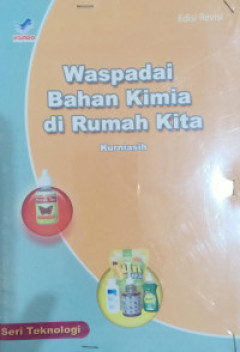 Edisi Revisi
Waspadai
Bahan Kimia
di Rumah Kita
Kurniasih
Seri Teknologi